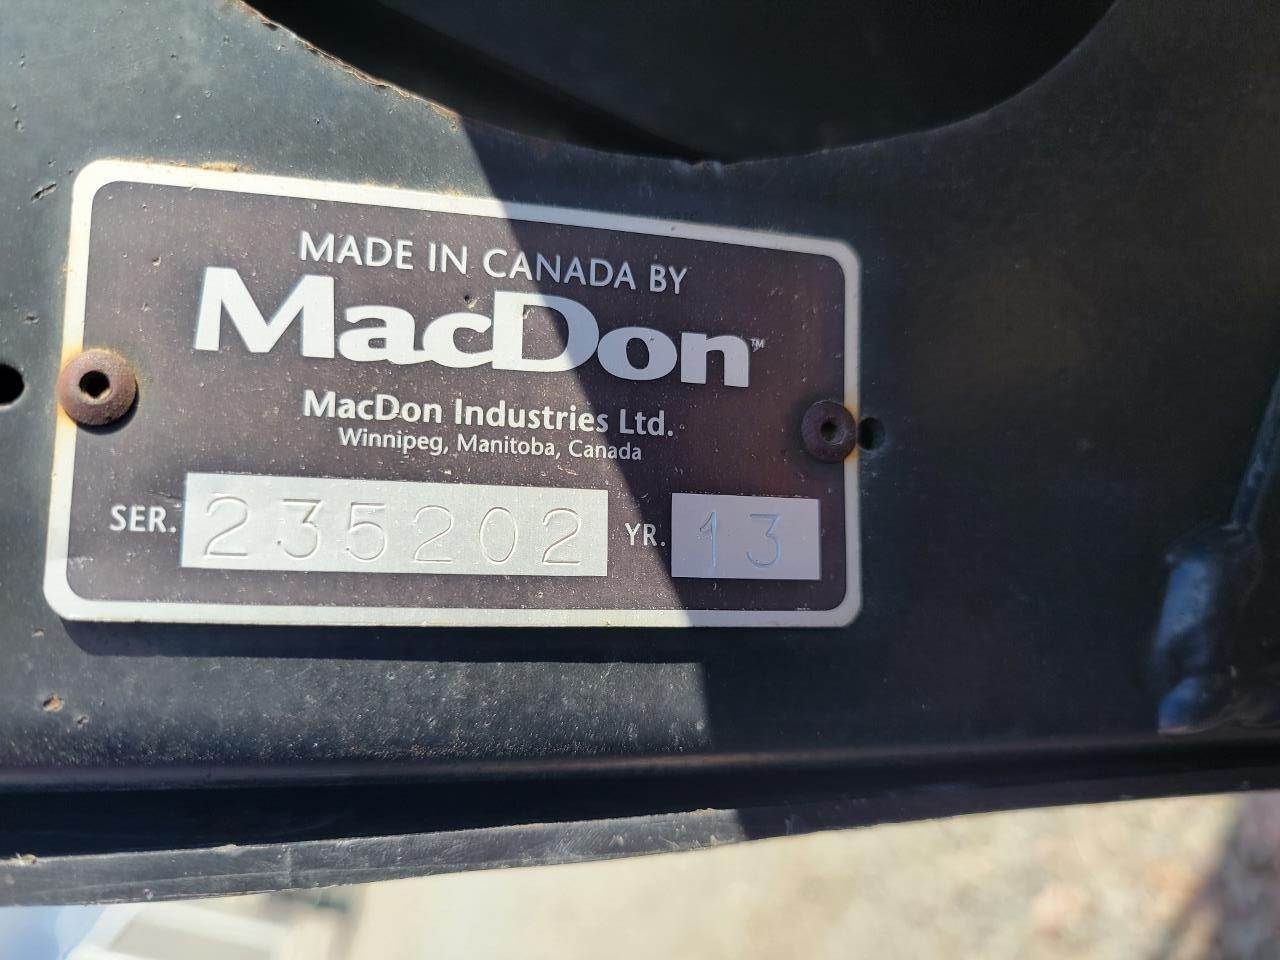 MADE IN CANADA BY
MacDon™
MacDon Industries Ltd.
Winnipeg, Manitoba, Canada
SER. 235202 YR. 13